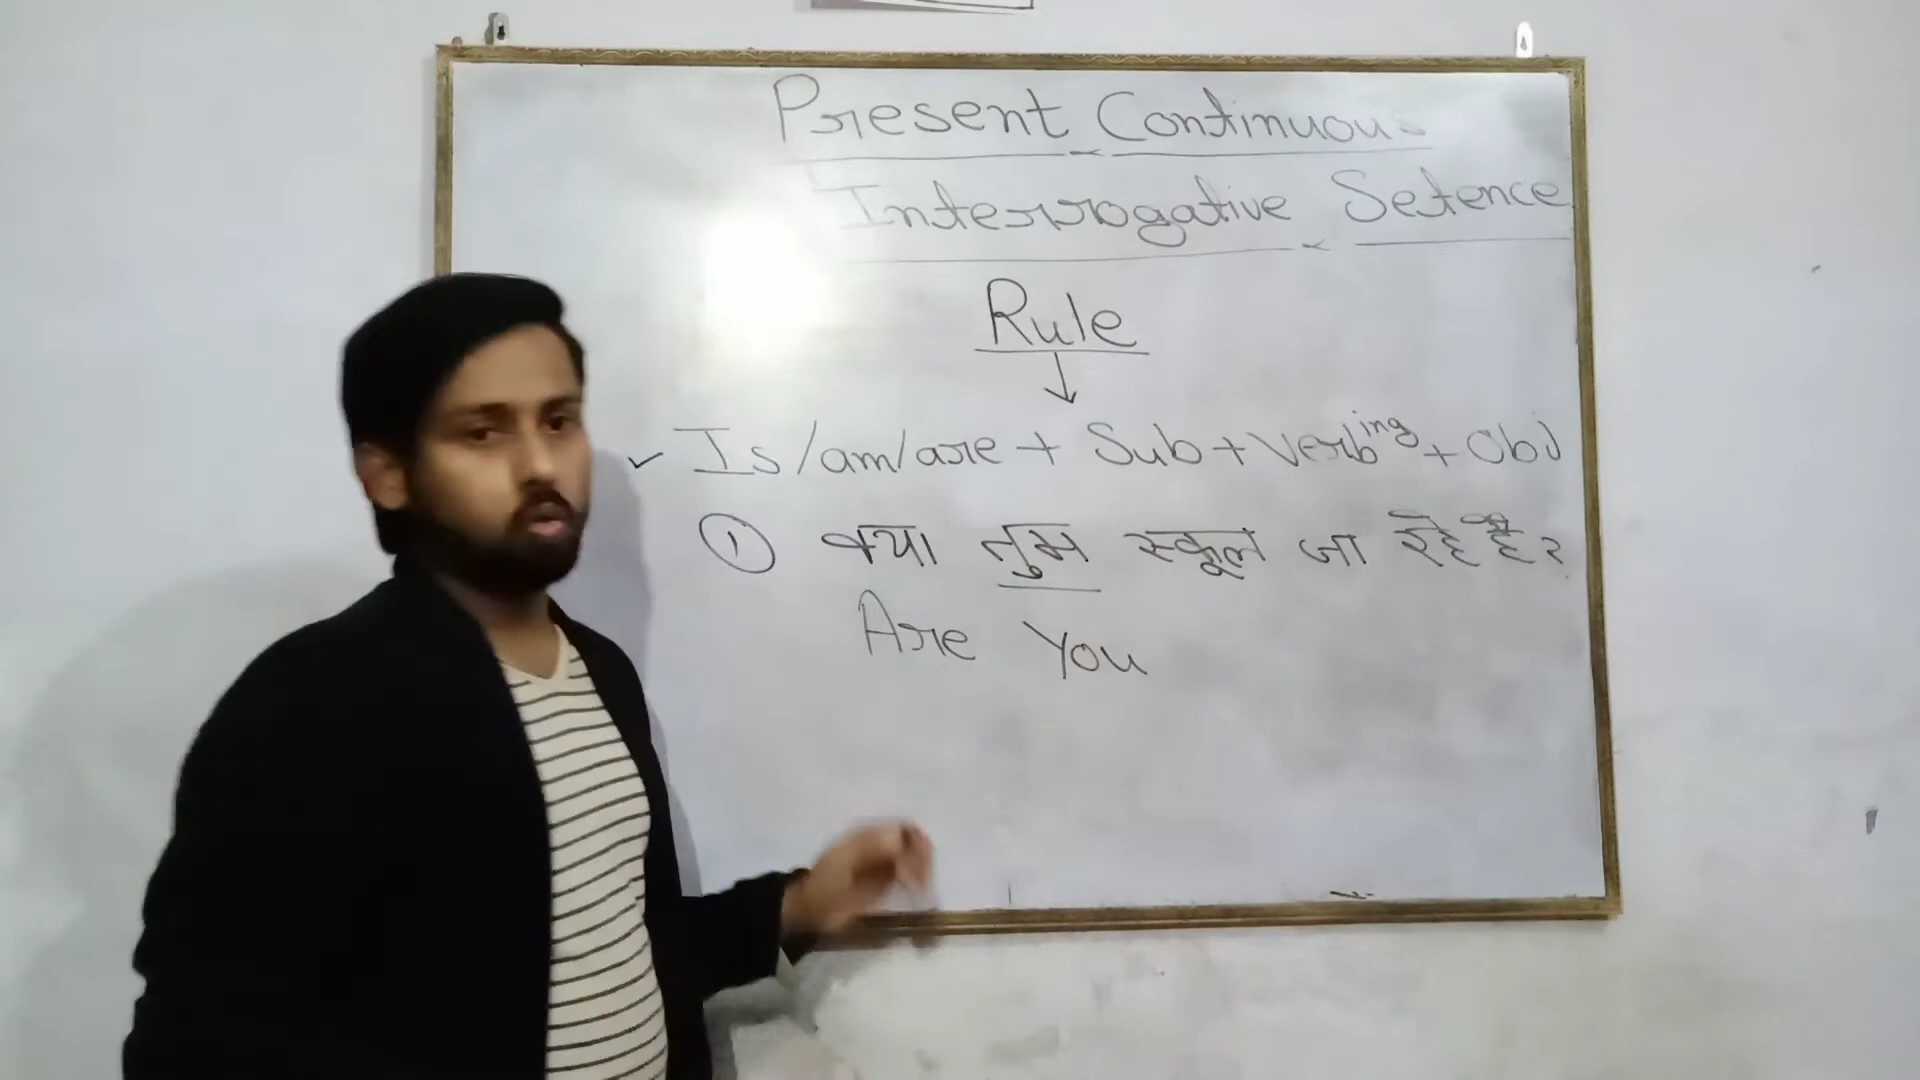 Present Continuous
Interrogative Setence
Rule
Is/am/are + Sub + Verb ing + Obj
① क्या तुम स्कूल जा रहे है?
Are You